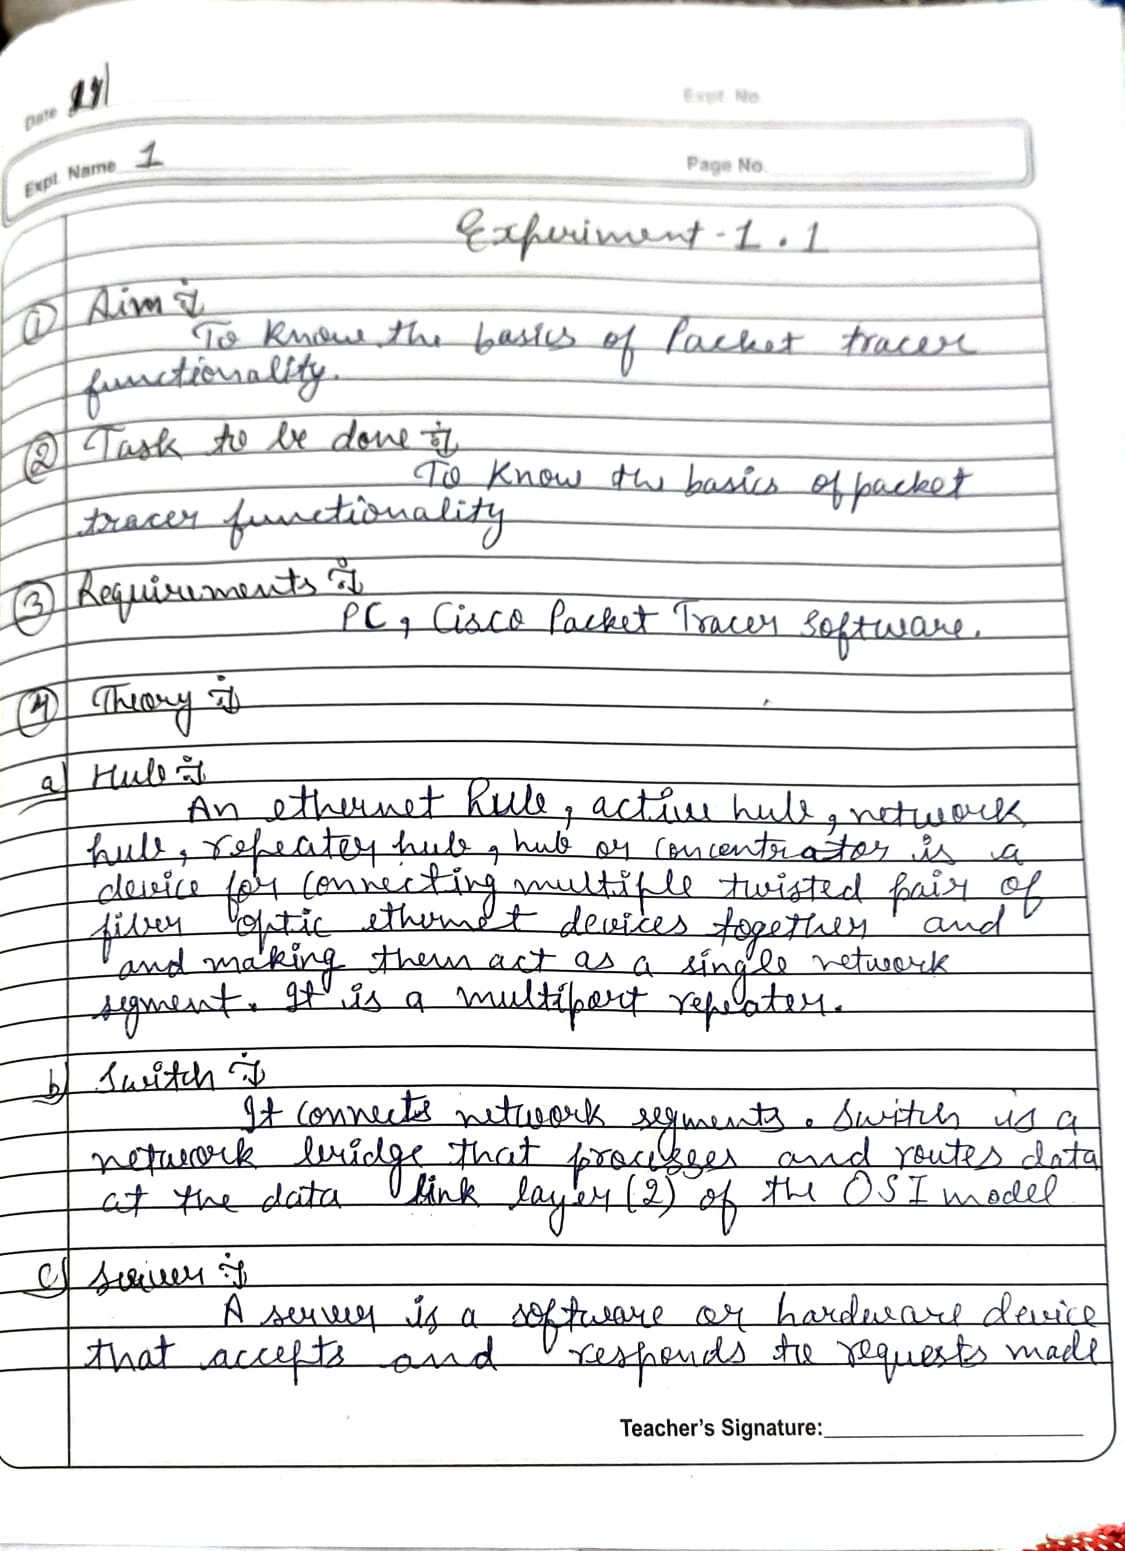 Date
Expt. No.
Expt. Name 1
Page No.
Experiment - 1.1
① Aim :-
To know the basics of Packet tracer
functionality.
② Task to be done :-
To Know the basics of packet
tracer functionality
③ Requirements :-
PC, Cisco Packet Tracer Software.
④ Theory :-
a) Hub :-
An ethernet hub, active hub, network
hub, repeater hub, hub or concentrator is a
device for connecting multiple twisted pair of
fiber optic ethernet devices together and
and making them act as a single network
segment. It is a multiport repeater.
b) Switch :-
It connects network segments. Switch is a
network bridge that processes and routes data
at the data link layer (2) of the OSI model
c) Server :-
A server is a software or hardware device
that accepts and responds to requests made
Teacher's Signature: